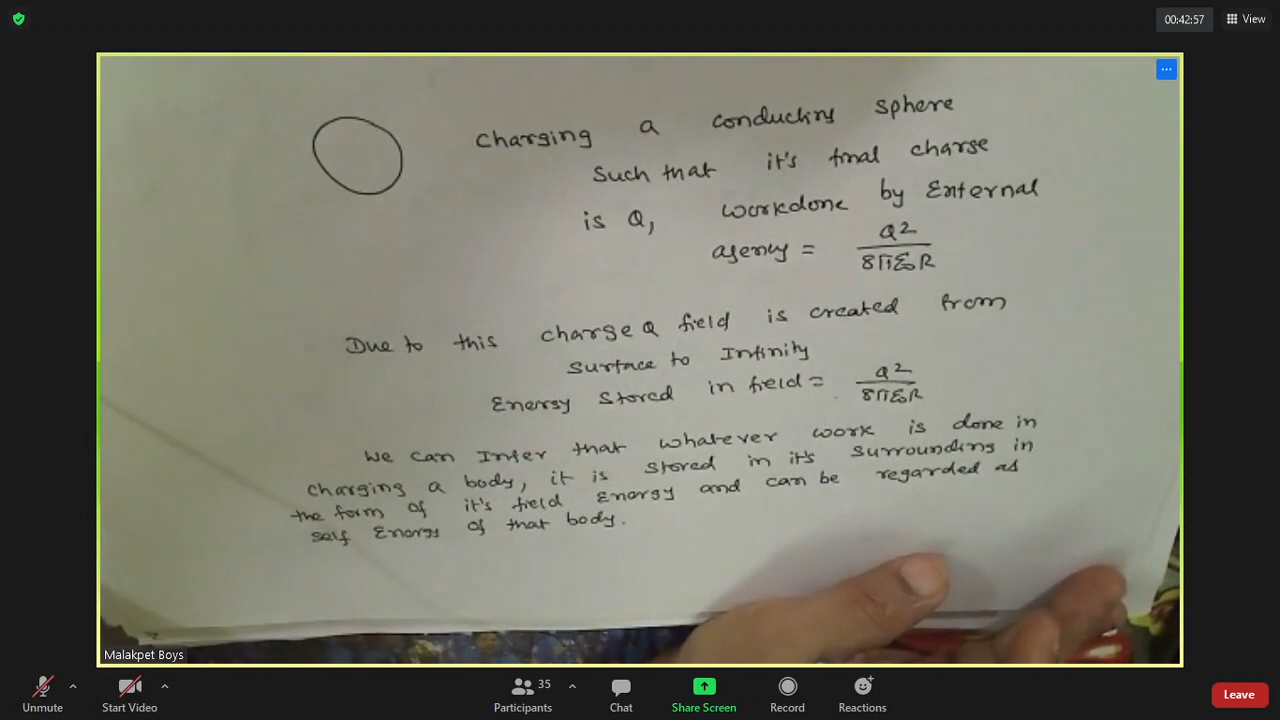 00:42:57
View
Charging a conducting sphere
Such that it's final charge
is Q, workdone by External
agency = Q2/8πε0R
Due to this charge Q field is created from
Surface to Infinity
Energy Stored in field = Q2/8πε0R
We can Infer that whatever work is done in
charging a body, it is stored in it's surrounding in
the form of it's field Energy and can be regarded as
self Energy of that body.
Malakpet Boys
Unmute
Start Video
35
Participants
Chat
Share Screen
Record
Reactions
Leave